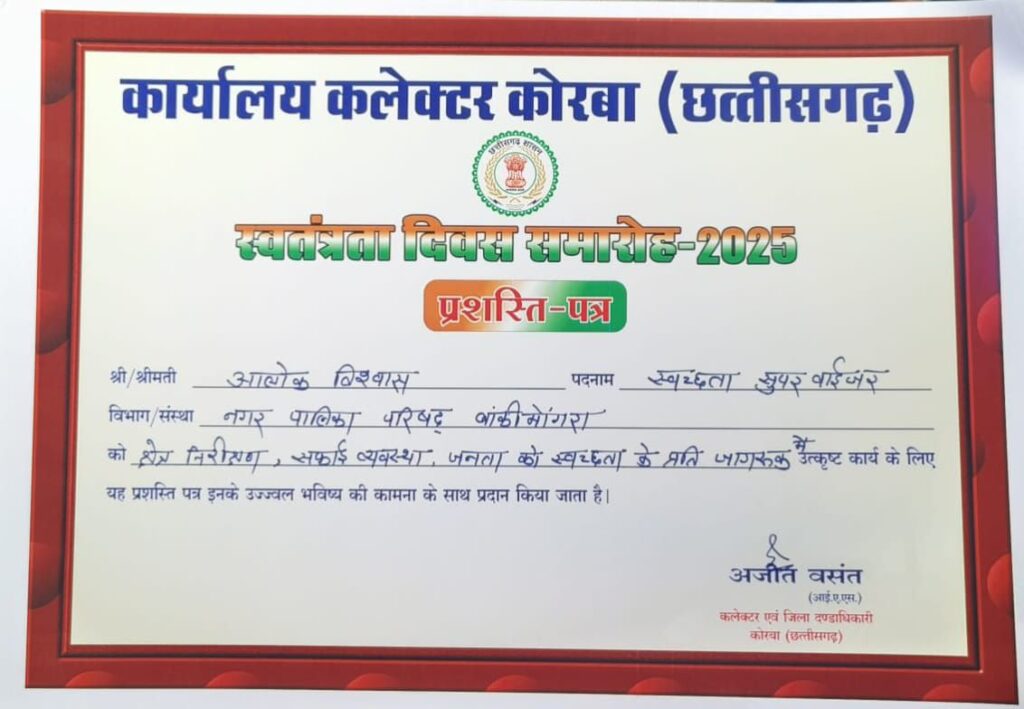 कार्यालय कलेक्टर कोरबा (छत्तीसगढ़)
छत्तीसगढ़ शासन
स्वतंत्रता दिवस समारोह-2025
प्रशस्ति-पत्र
श्री/श्रीमती आलोक विश्वास पदनाम स्वच्छता सुपरवाईजर
विभाग/संस्था नगर पालिका परिषद् बांकीमोंगरा
को क्षेत्र निरीक्षण, सफाई व्यवस्था, जनता को स्वच्छता के प्रति जागरूक में उत्कृष्ट कार्य के लिए
यह प्रशस्ति पत्र इनके उज्ज्वल भविष्य की कामना के साथ प्रदान किया जाता है।
अजीत वसंत
(आई.ए.एस.)
कलेक्टर एवं जिला दण्डाधिकारी
कोरबा (छत्तीसगढ़)